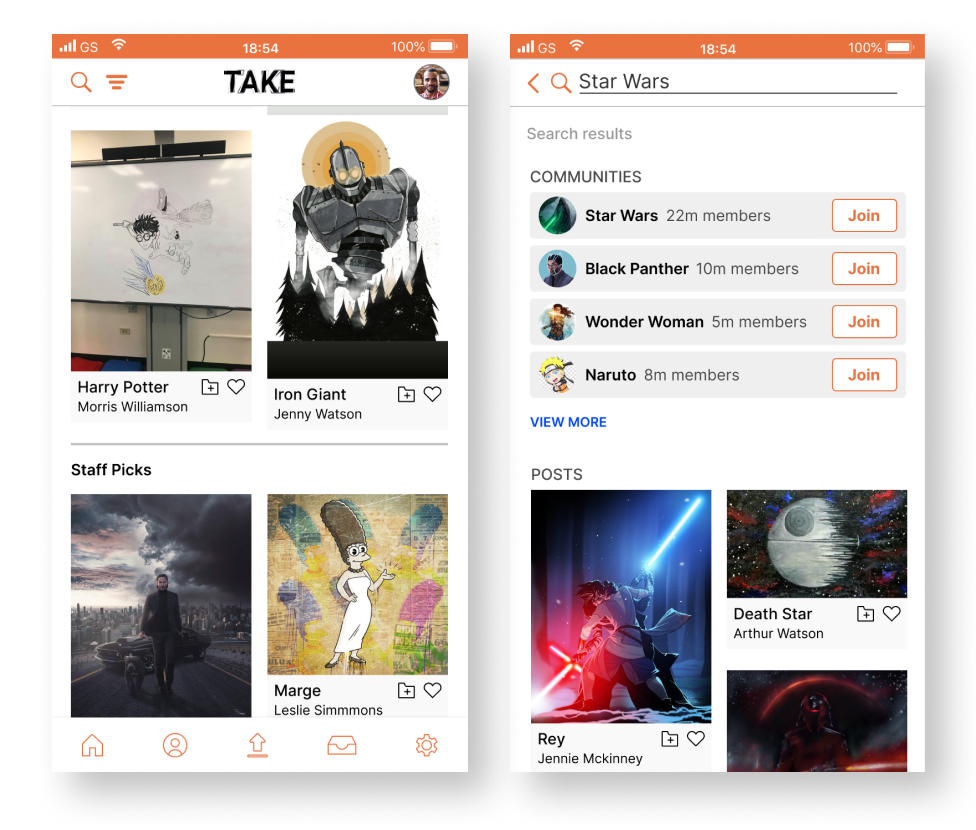 GS 18:54 100%
TAKE
Harry Potter
Morris Williamson
Iron Giant
Jenny Watson
Staff Picks
Marge
Leslie Simmmons
GS 18:54 100%
Star Wars
Search results
COMMUNITIES
Star Wars 22m members Join
Black Panther 10m members Join
Wonder Woman 5m members Join
Naruto 8m members Join
VIEW MORE
POSTS
Rey
Jennie Mckinney
Death Star
Arthur Watson